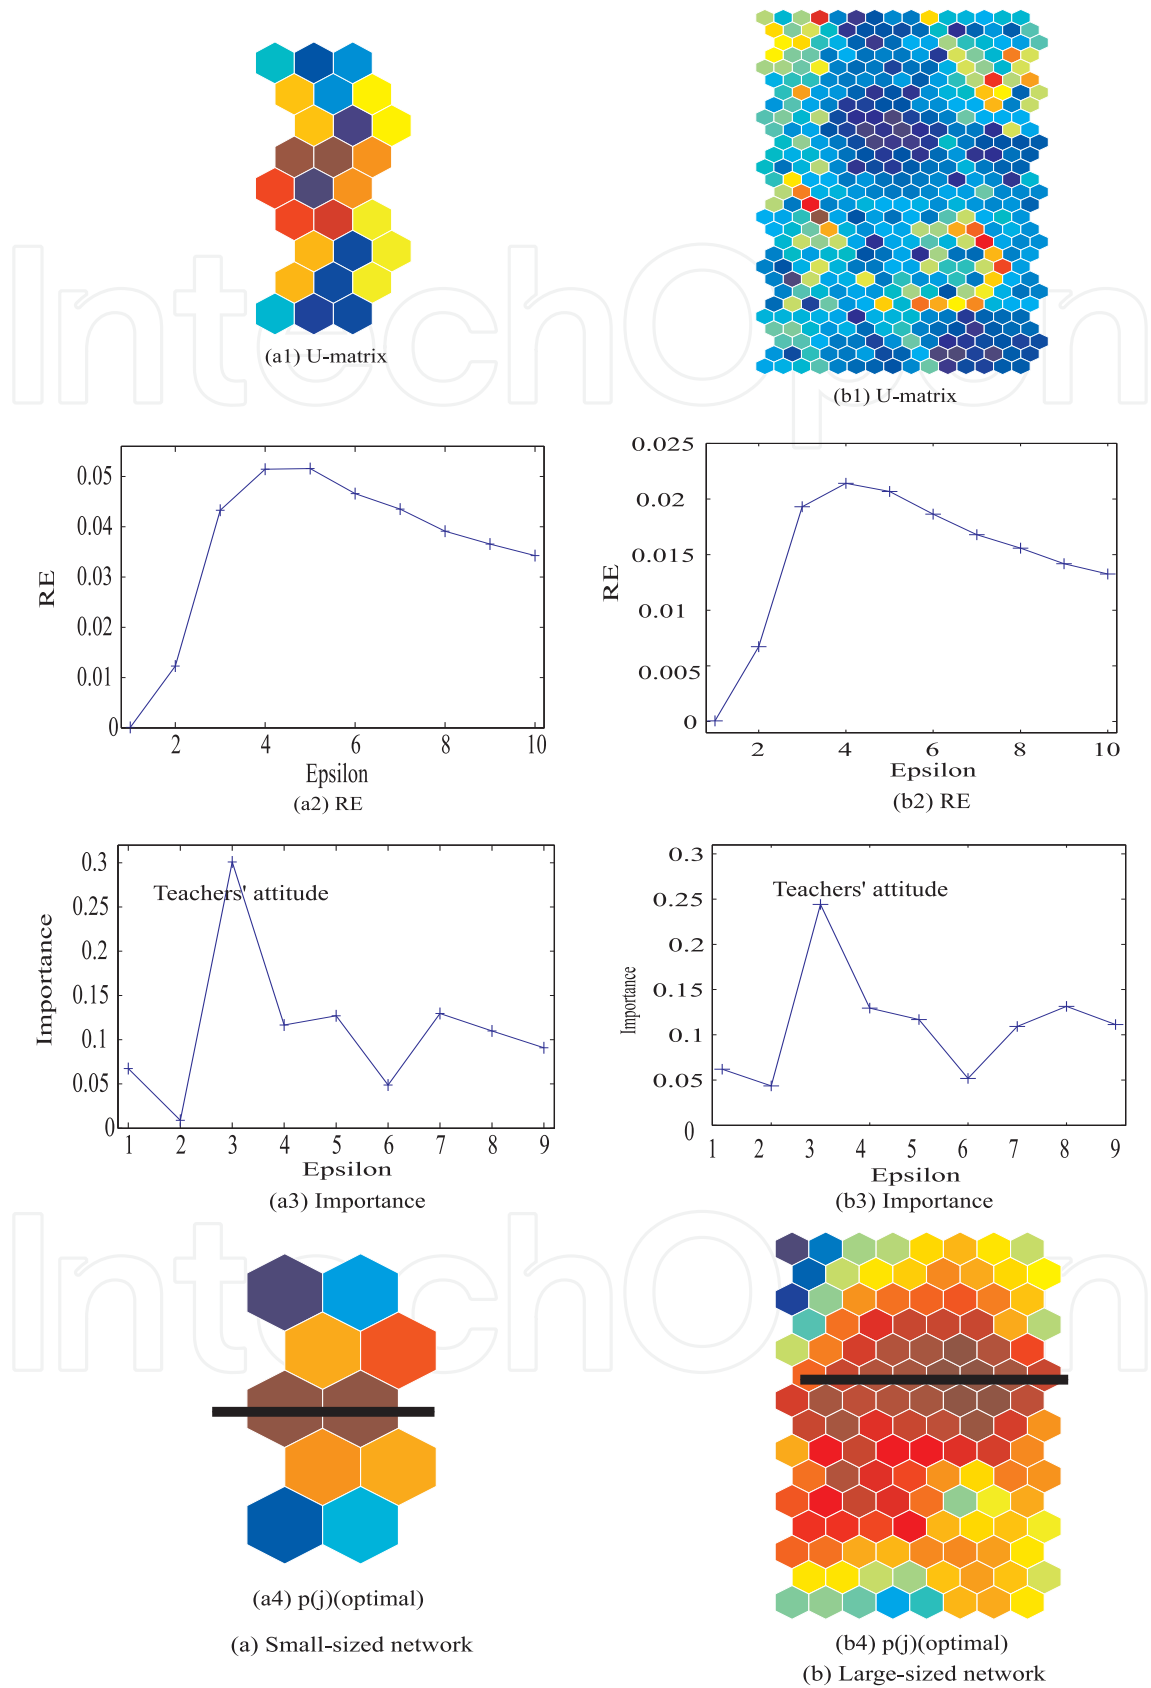 (a1) U-matrix
(b1) U-matrix
IntechOpen
0.05
0.04
0.03
0.02
0.01
0
RE
2 4 6 8 10
Epsilon
(a2) RE
0.025
0.02
0.015
0.01
0.005
0
RE
2 4 6 8 10
Epsilon
(b2) RE
0.3
0.25
0.2
0.15
0.1
0.05
0
Importance
Teachers' attitude
1 2 3 4 5 6 7 8 9
Epsilon
(a3) Importance
0.3
0.25
0.2
0.15
0.1
0.05
0
Importance
Teachers' attitude
1 2 3 4 5 6 7 8 9
Epsilon
(b3) Importance
IntechOpen
(a4) p(j)(optimal)
(a) Small-sized network
(b4) p(j)(optimal)
(b) Large-sized network